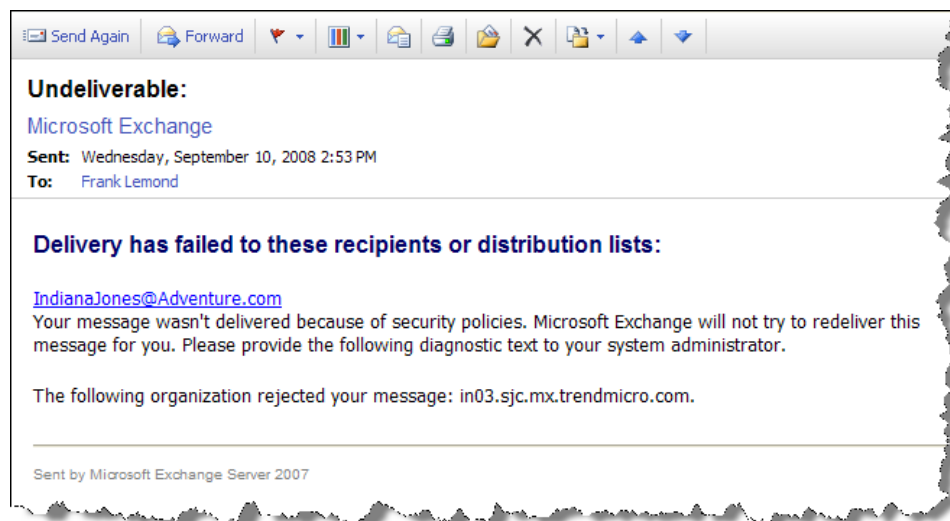 Send Again Forward
Undeliverable:
Microsoft Exchange
Sent: Wednesday, September 10, 2008 2:53 PM
To: Frank Lemond
Delivery has failed to these recipients or distribution lists:
IndianaJones@Adventure.com
Your message wasn't delivered because of security policies. Microsoft Exchange will not try to redeliver this
message for you. Please provide the following diagnostic text to your system administrator.
The following organization rejected your message: in03.sjc.mx.trendmicro.com.
Sent by Microsoft Exchange Server 2007